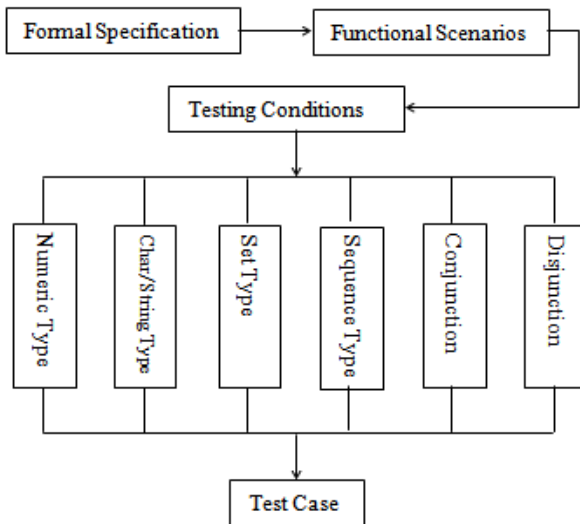 Formal Specification
Functional Scenarios
Testing Conditions
Numeric Type
Char/String Type
Set Type
Sequence Type
Conjunction
Disjunction
Test Case